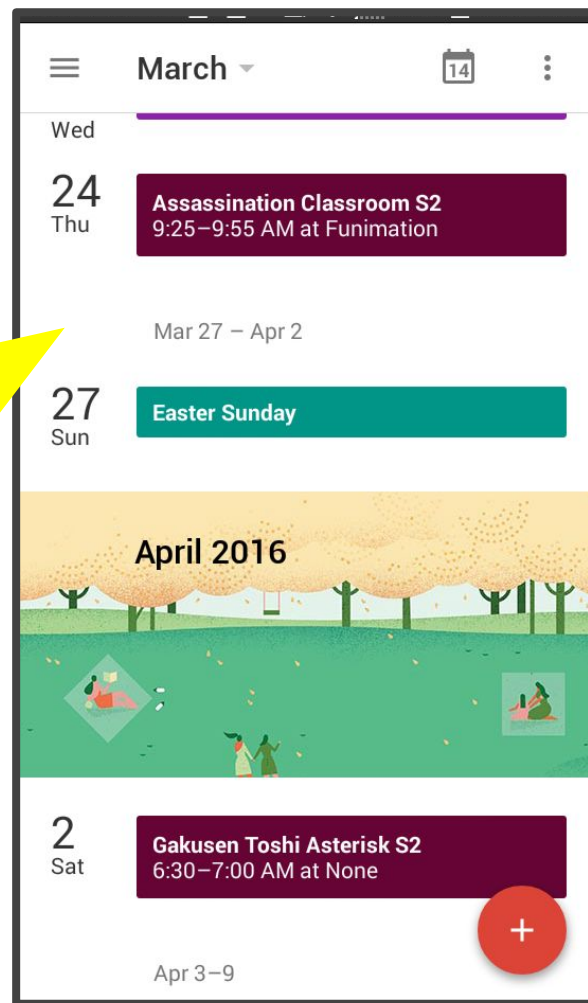 March
14
Wed
24
Thu
Assassination Classroom S2
9:25–9:55 AM at Funimation
Mar 27 – Apr 2
27
Sun
Easter Sunday
April 2016
2
Sat
Gakusen Toshi Asterisk S2
6:30–7:00 AM at None
Apr 3–9